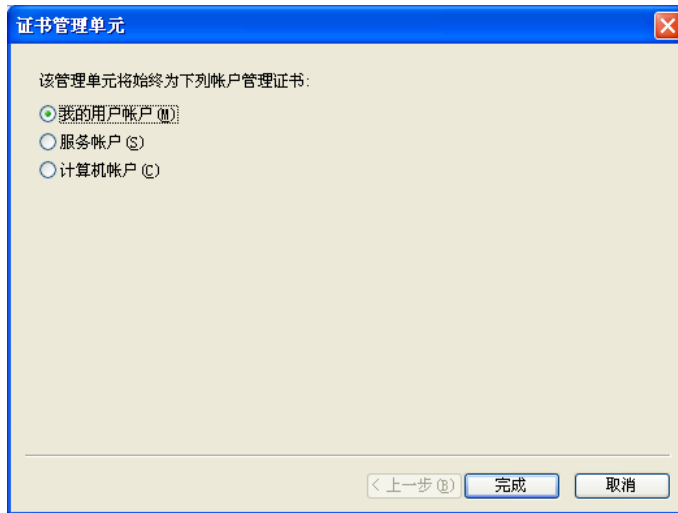 证书管理单元
该管理单元将始终为下列帐户管理证书:
我的用户帐户(M)
服务帐户(S)
计算机帐户(C)
< 上一步(B) 完成 取消